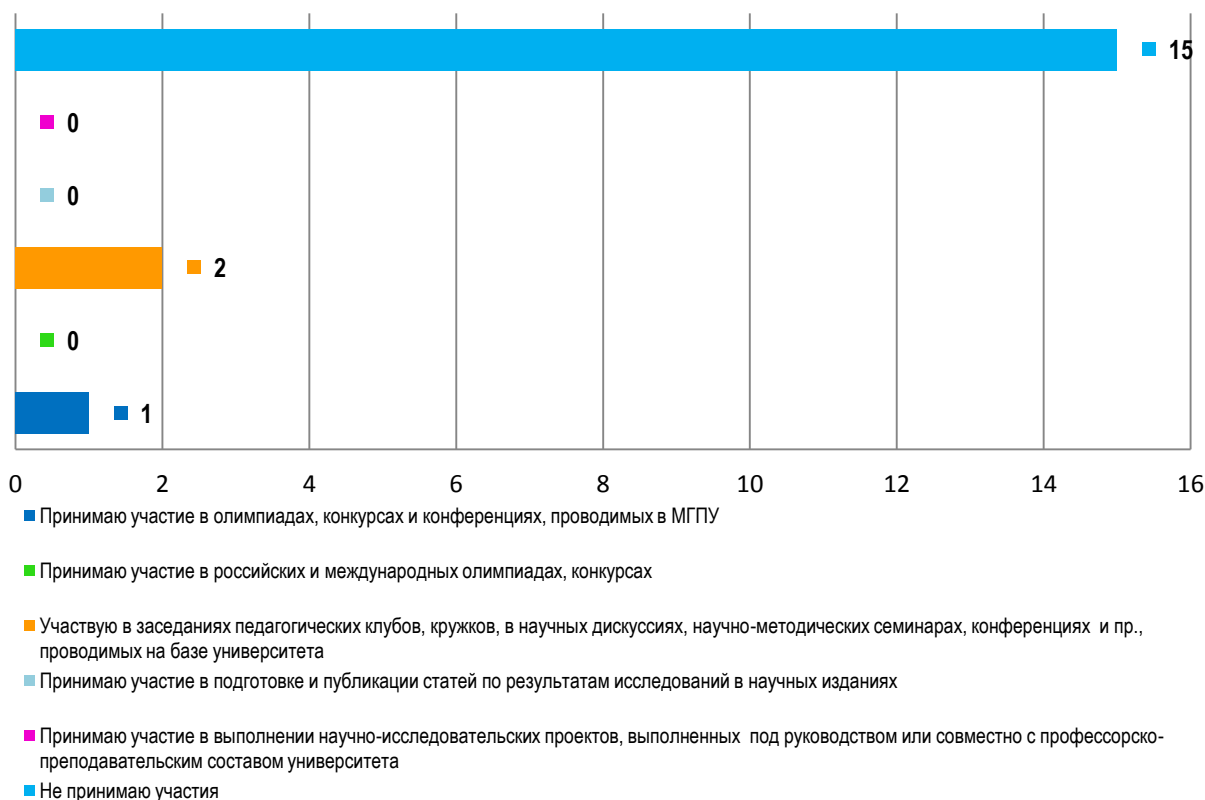 15
0
0
2
0
1
0 2 4 6 8 10 12 14 16
Принимаю участие в олимпиадах, конкурсах и конференциях, проводимых в МГПУ
Принимаю участие в российских и международных олимпиадах, конкурсах
Участвую в заседаниях педагогических клубов, кружков, в научных дискуссиях, научно-методических семинарах, конференциях и пр.,
проводимых на базе университета
Принимаю участие в подготовке и публикации статей по результатам исследований в научных изданиях
Принимаю участие в выполнении научно-исследовательских проектов, выполненных под руководством или совместно с профессорско-
преподавательским составом университета
Не принимаю участия